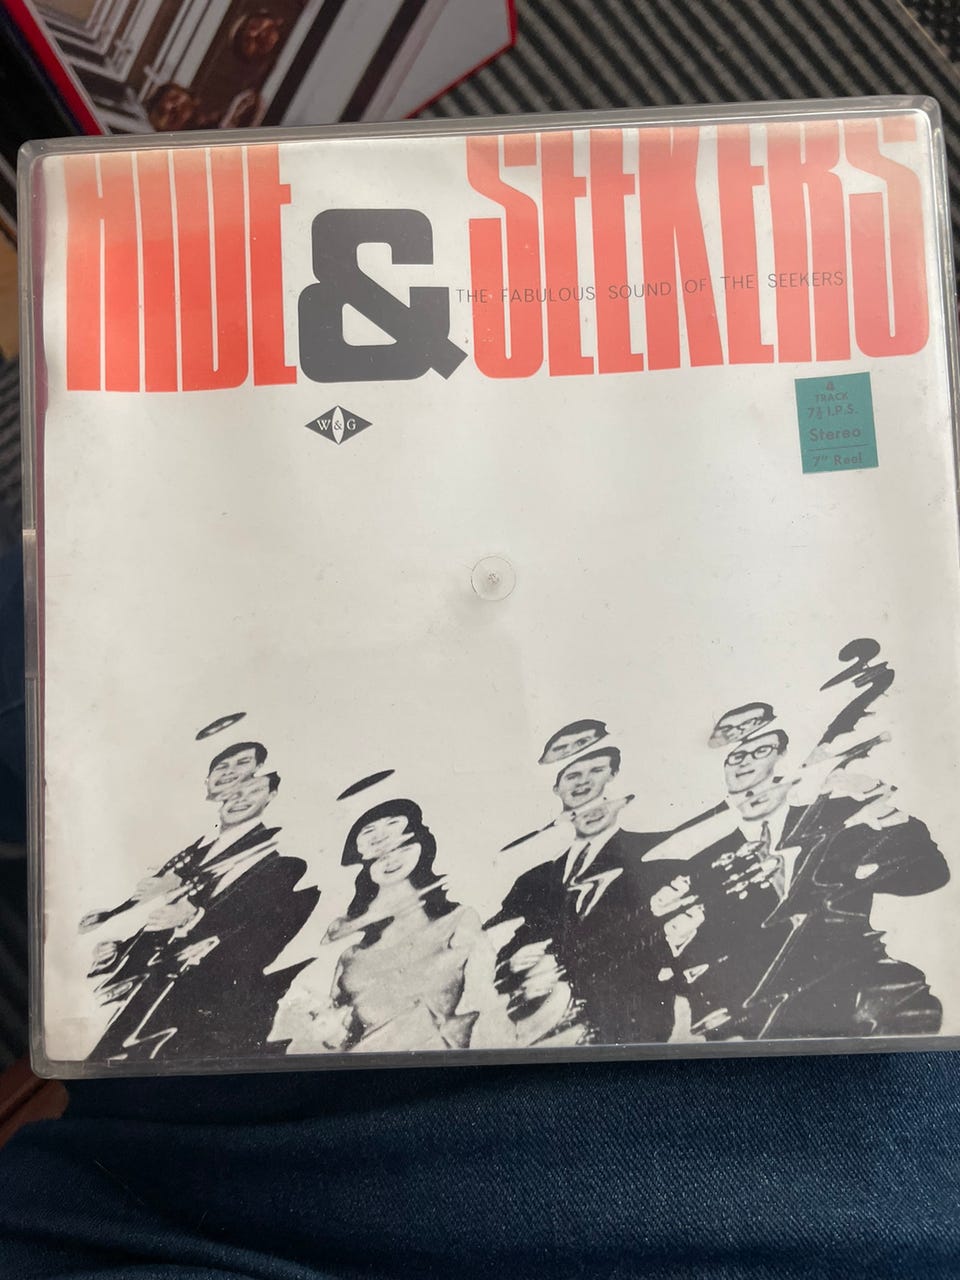 HIDE & SEEKERS
THE FABULOUS SOUND OF THE SEEKERS
W&G
4
TRACK
7½ I.P.S.
Stereo
7" Reel